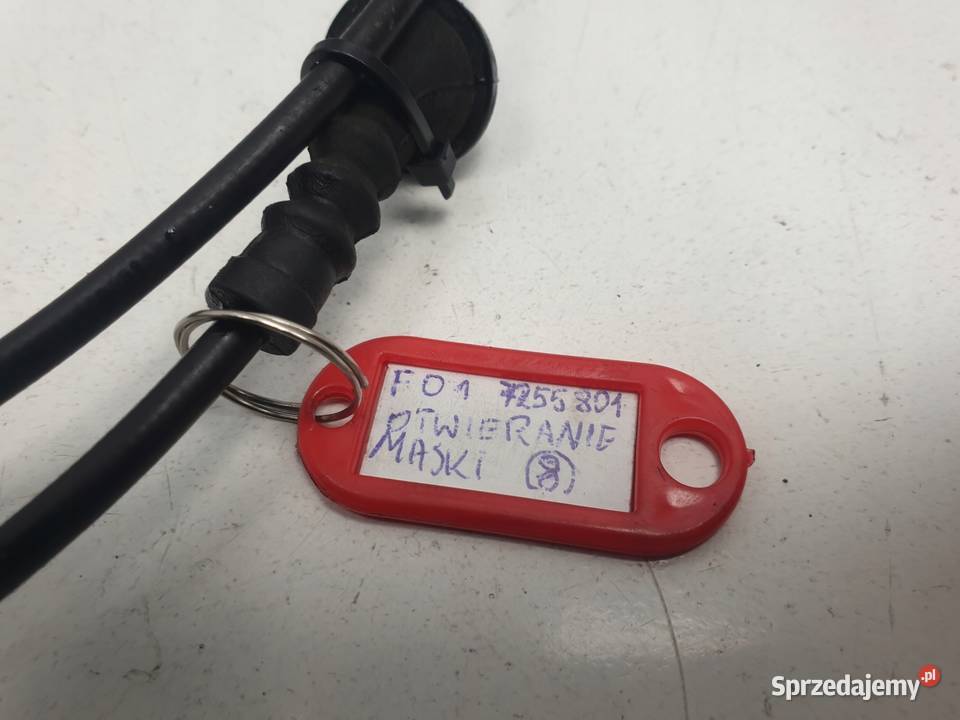 F01 7255801
OTWIERANIE
MASKI (8)
Sprzedajemy.pl